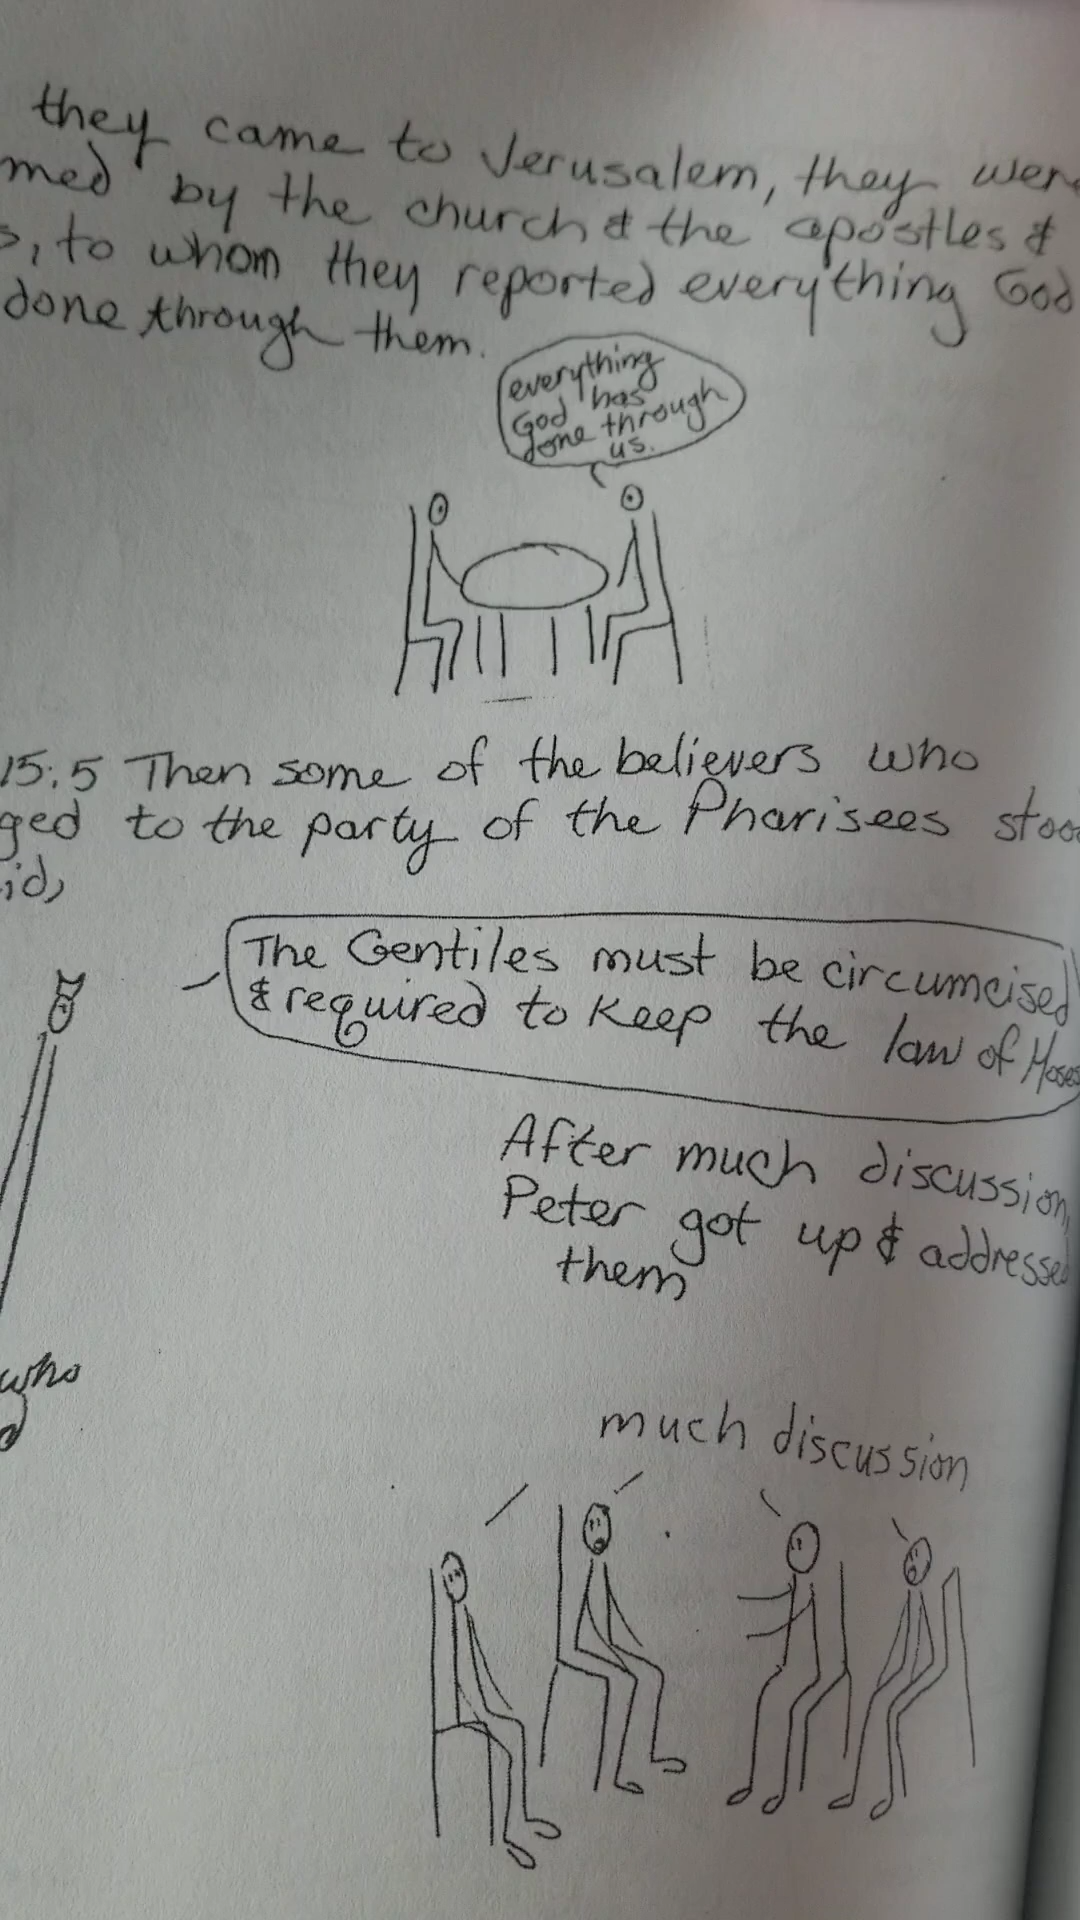 they came to Jerusalem, they were
med by the church & the apostles &
s, to whom they reported everything God
done through them.
everything
God has
done through
us.
15:5 Then some of the believers who
ged to the party of the Pharisees stood
id,
The Gentiles must be circumcised
& required to keep the law of Moses
After much discussion,
Peter got up & addressed
them
who
much discussion